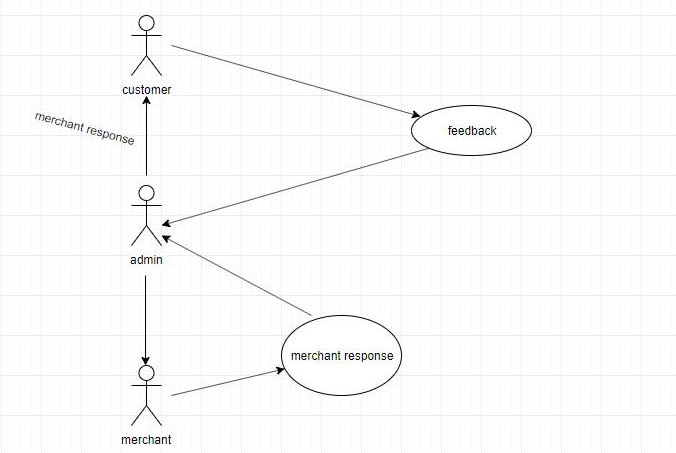 customer
merchant response
feedback
admin
merchant response
merchant